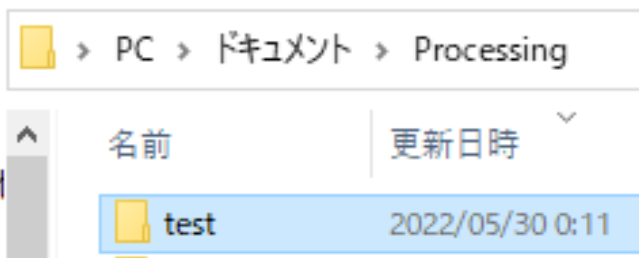 PC > ドキュメント > Processing
名前 更新日時
test 2022/05/30 0:11